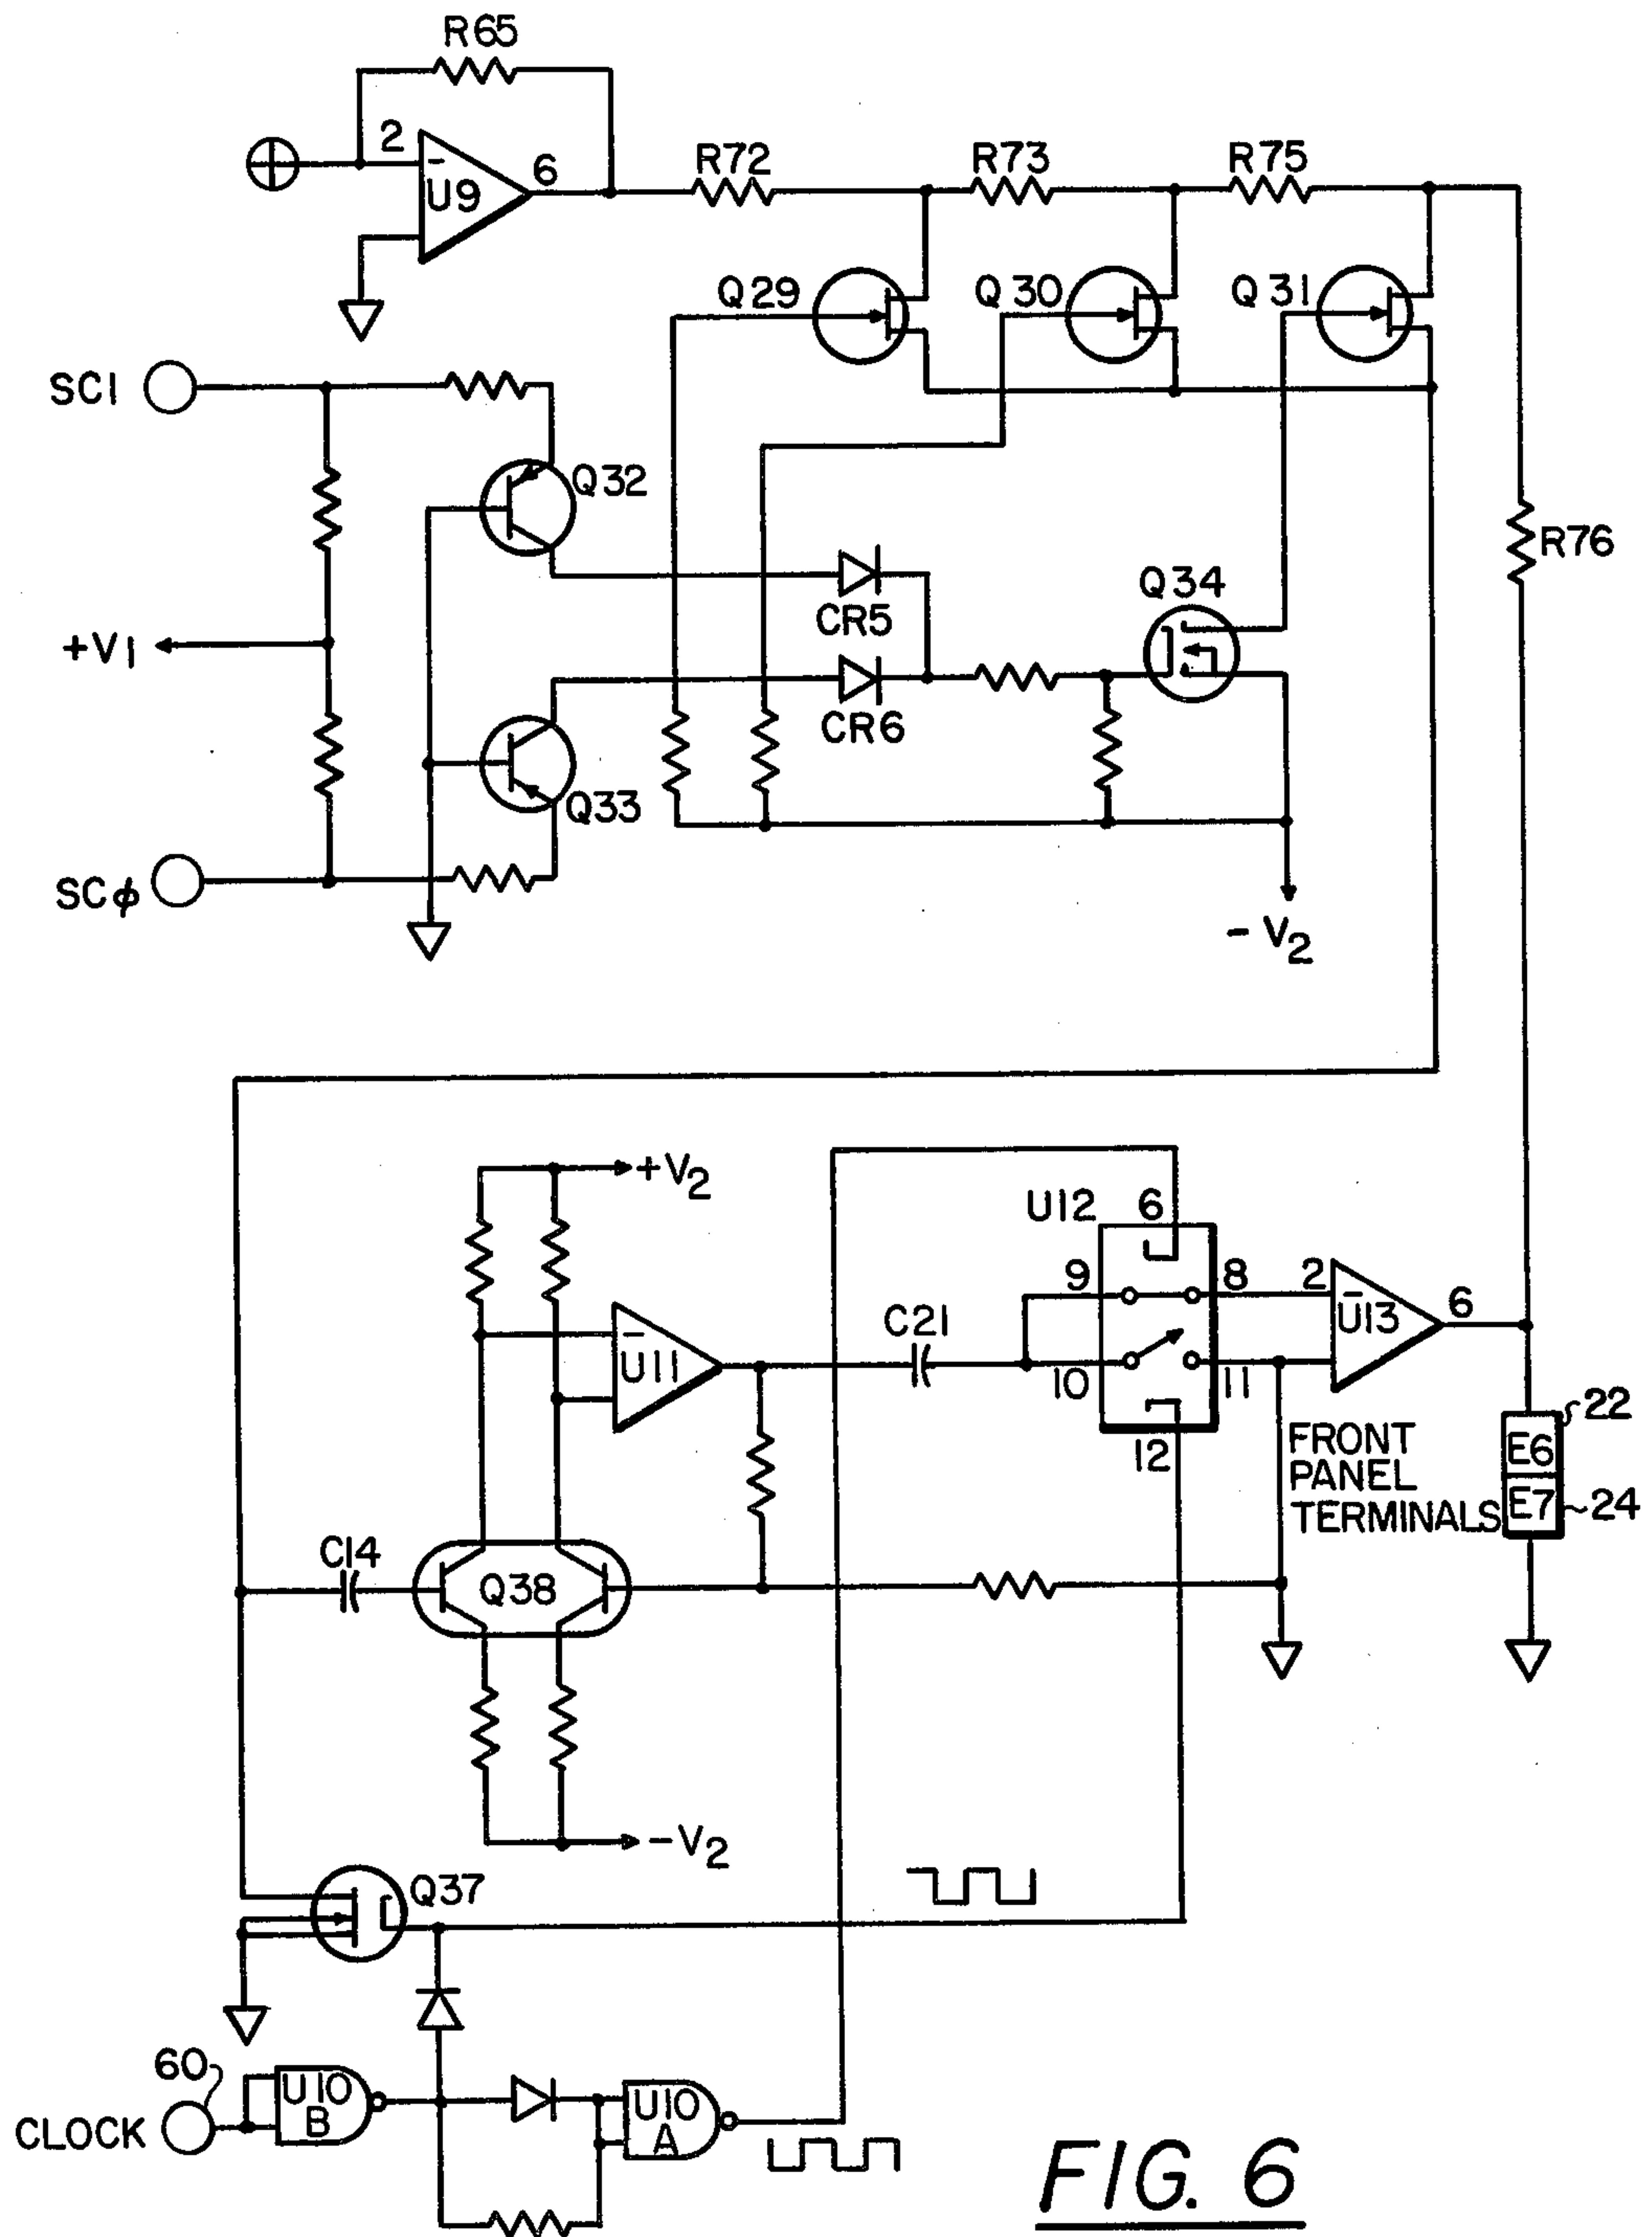 R65
2
−
U9
6
R72
R73
R75
Q29
Q30
Q31
SC1
Q32
R76
Q34
+V1
CR5
CR6
Q33
SCϕ
- V2
+V2
U12
6
9
8
2
−
U13
6
C21
−
U11
10
11
22
12
FRONT
PANEL
TERMINALS
E6
E7
24
C14
Q38
-V2
Q37
60
U10
B
CLOCK
U10
A
FIG. 6